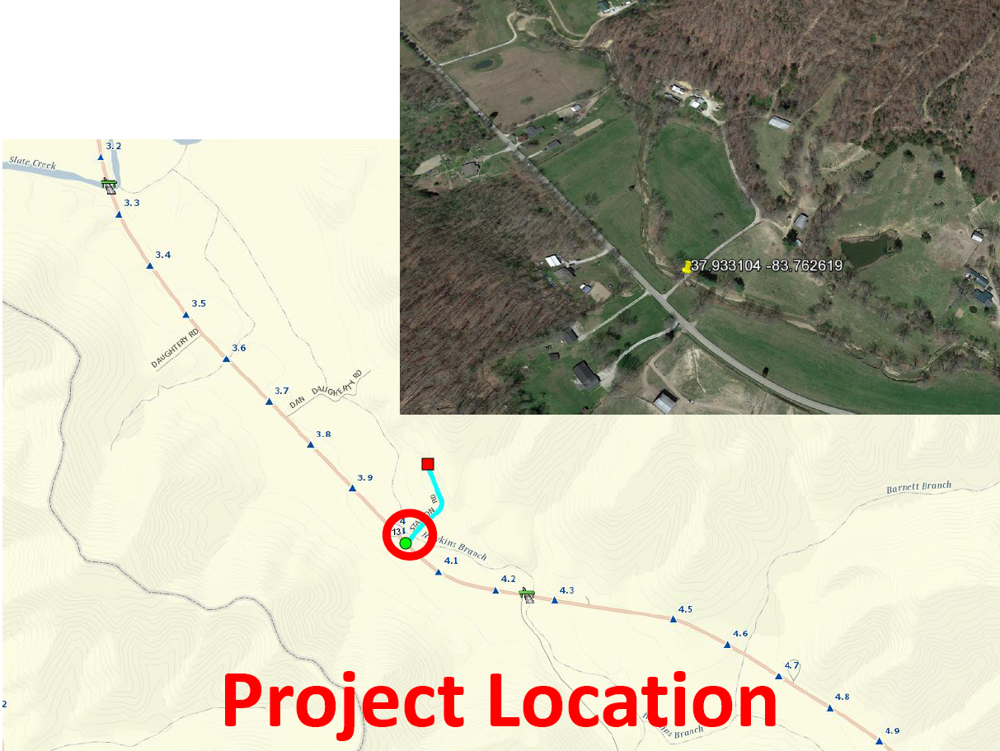 37.933104 -83.762619
3.2
Slate Creek
3.3
3.4
3.5
DAUGHTERY RD
3.6
3.7
DAN DAUGHERTY RD
3.8
3.9
Barnett Branch
RD
4
Branch
4.1
4.2
4.3
4.5
4.6
4.7
4.8
2
Project Location
Branch
4.9